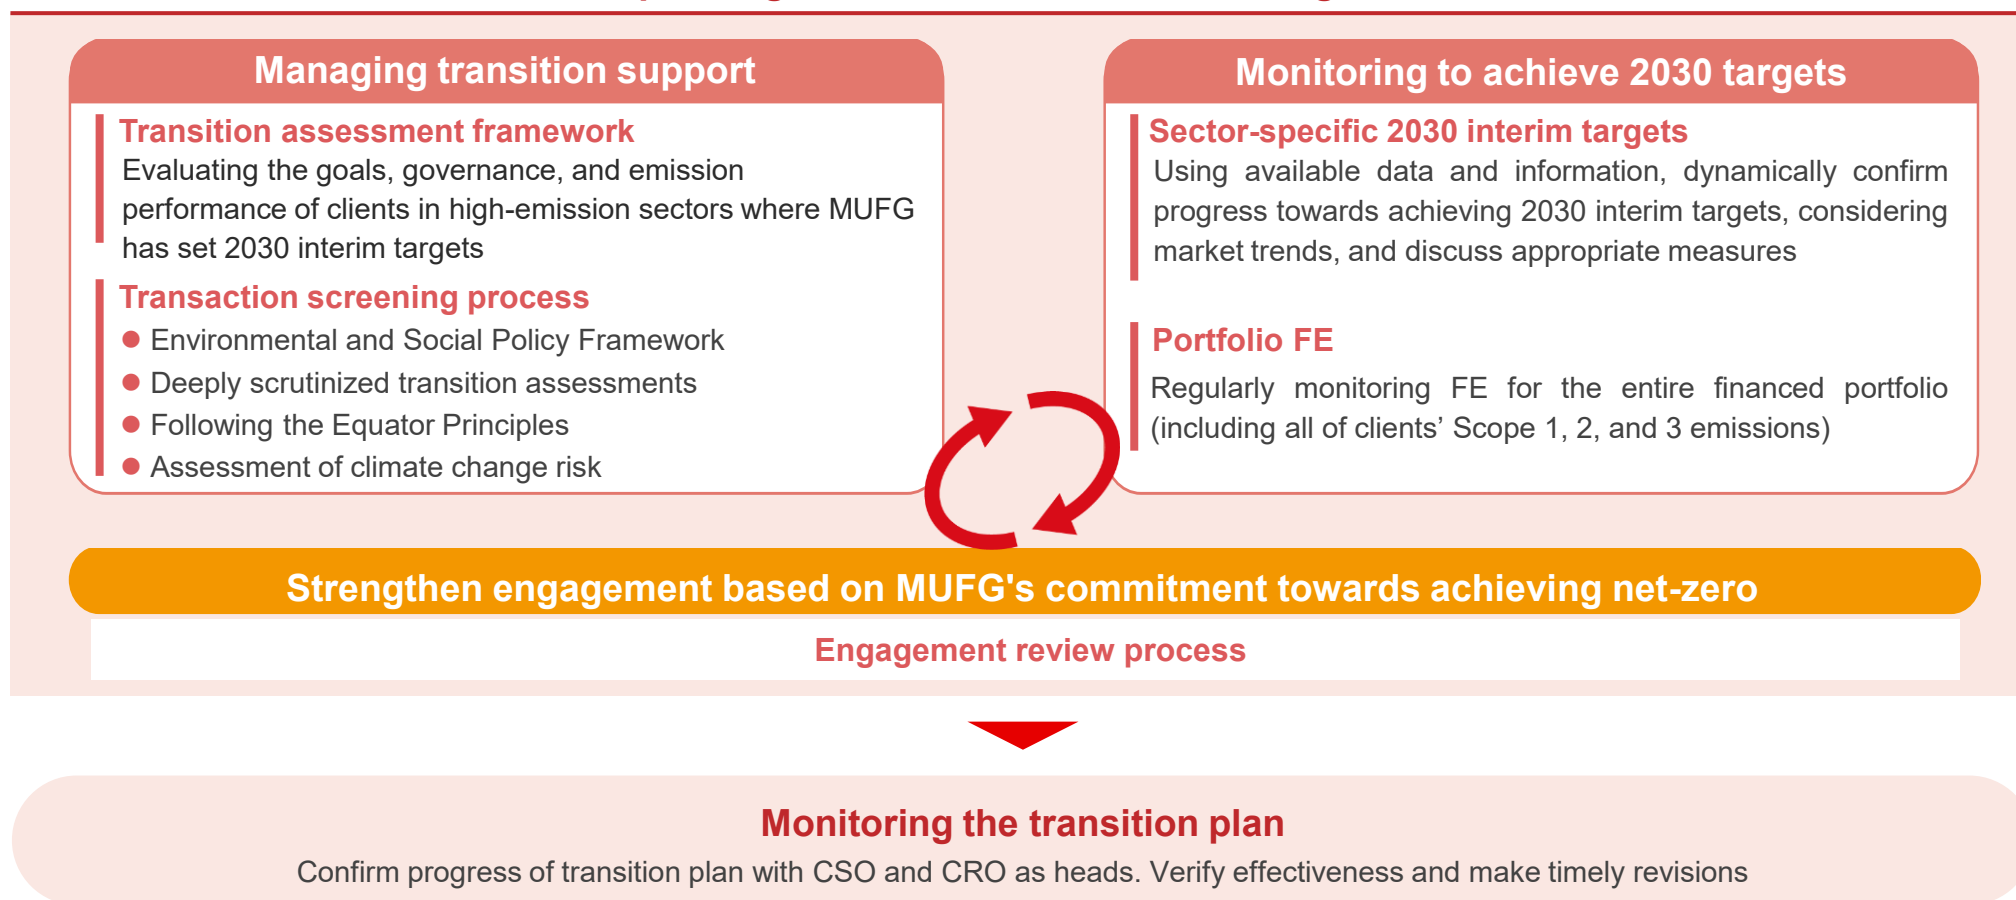 Managing transition support
Transition assessment framework
Evaluating the goals, governance, and emission
performance of clients in high-emission sectors where MUFG
has set 2030 interim targets
Transaction screening process
Environmental and Social Policy Framework
Deeply scrutinized transition assessments
Following the Equator Principles
Assessment of climate change risk
Monitoring to achieve 2030 targets
Sector-specific 2030 interim targets
Using available data and information, dynamically confirm
progress towards achieving 2030 interim targets, considering
market trends, and discuss appropriate measures
Portfolio FE
Regularly monitoring FE for the entire financed portfolio
(including all of clients’ Scope 1, 2, and 3 emissions)
Strengthen engagement based on MUFG's commitment towards achieving net-zero
Engagement review process
Monitoring the transition plan
Confirm progress of transition plan with CSO and CRO as heads. Verify effectiveness and make timely revisions